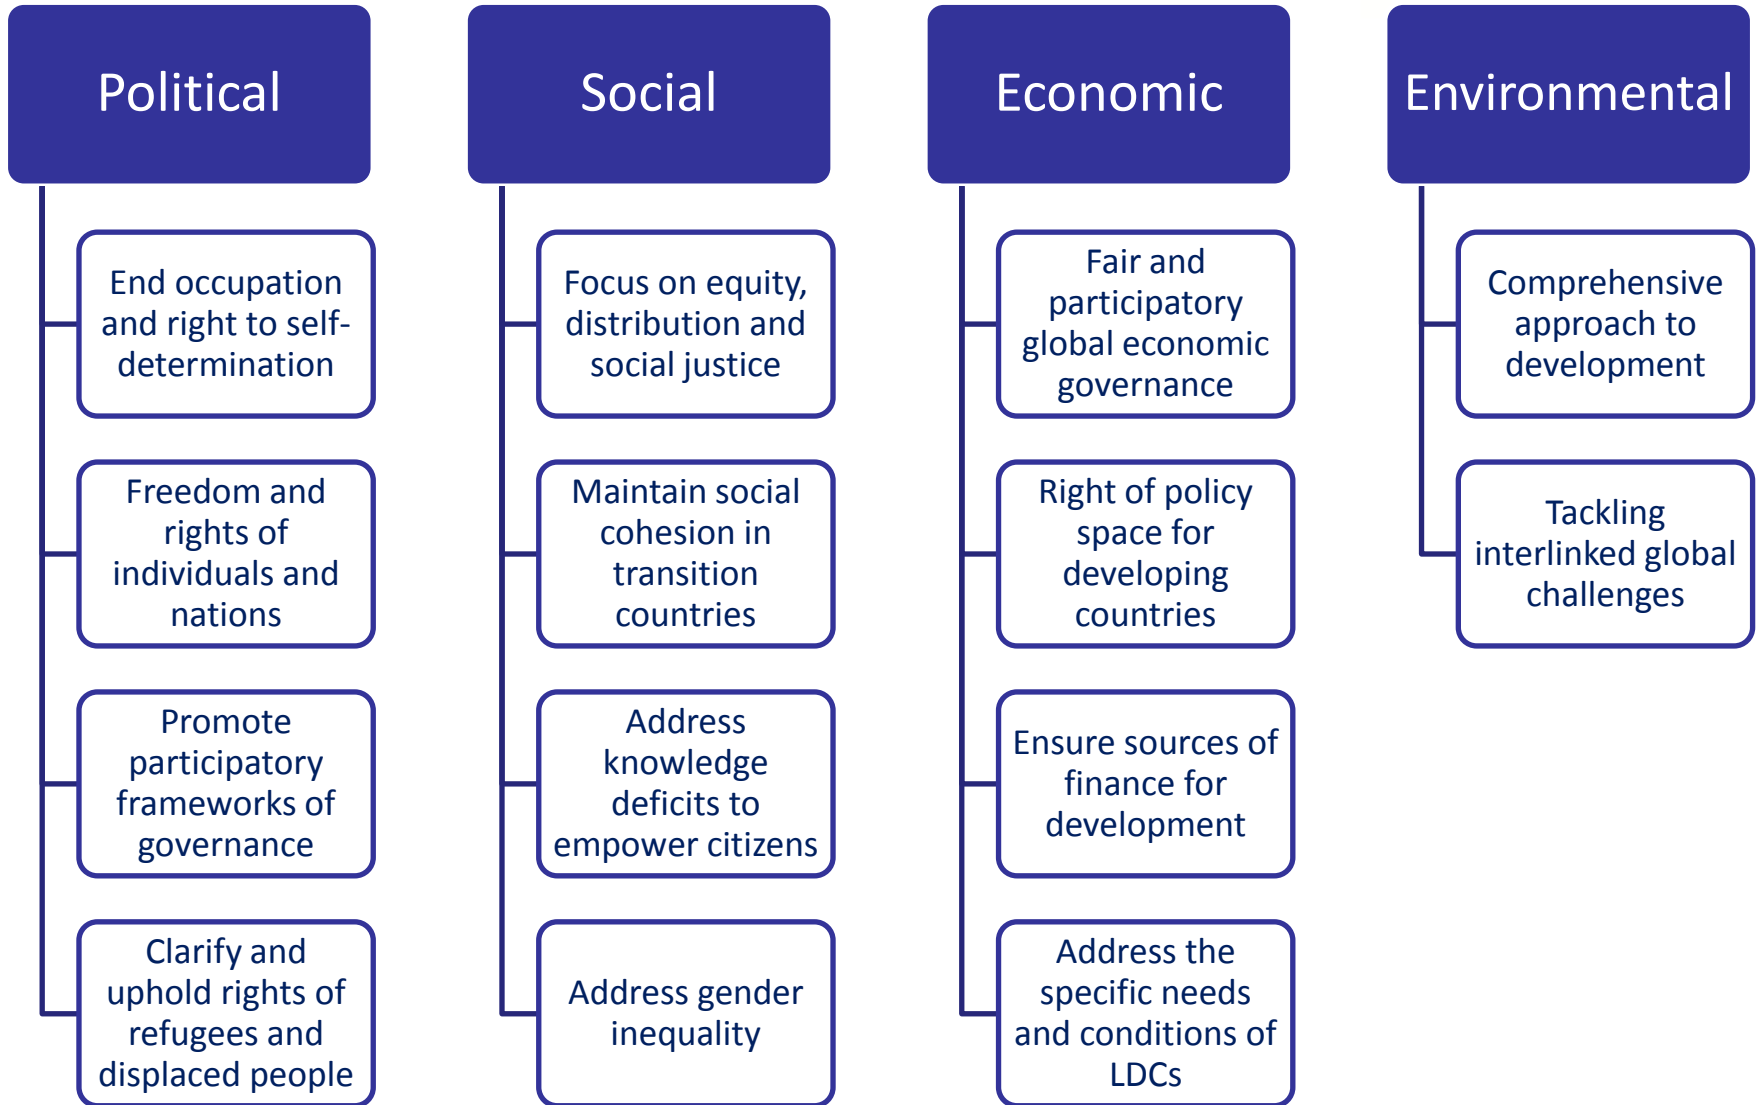 Political
End occupation
and right to self-
determination
Freedom and
rights of
individuals and
nations
Promote
participatory
frameworks of
governance
Clarify and
uphold rights of
refugees and
displaced people
Social
Focus on equity,
distribution and
social justice
Maintain social
cohesion in
transition
countries
Address
knowledge
deficits to
empower citizens
Address gender
inequality
Economic
Fair and
participatory
global economic
governance
Right of policy
space for
developing
countries
Ensure sources of
finance for
development
Address the
specific needs
and conditions of
LDCs
Environmental
Comprehensive
approach to
development
Tackling
interlinked global
challenges